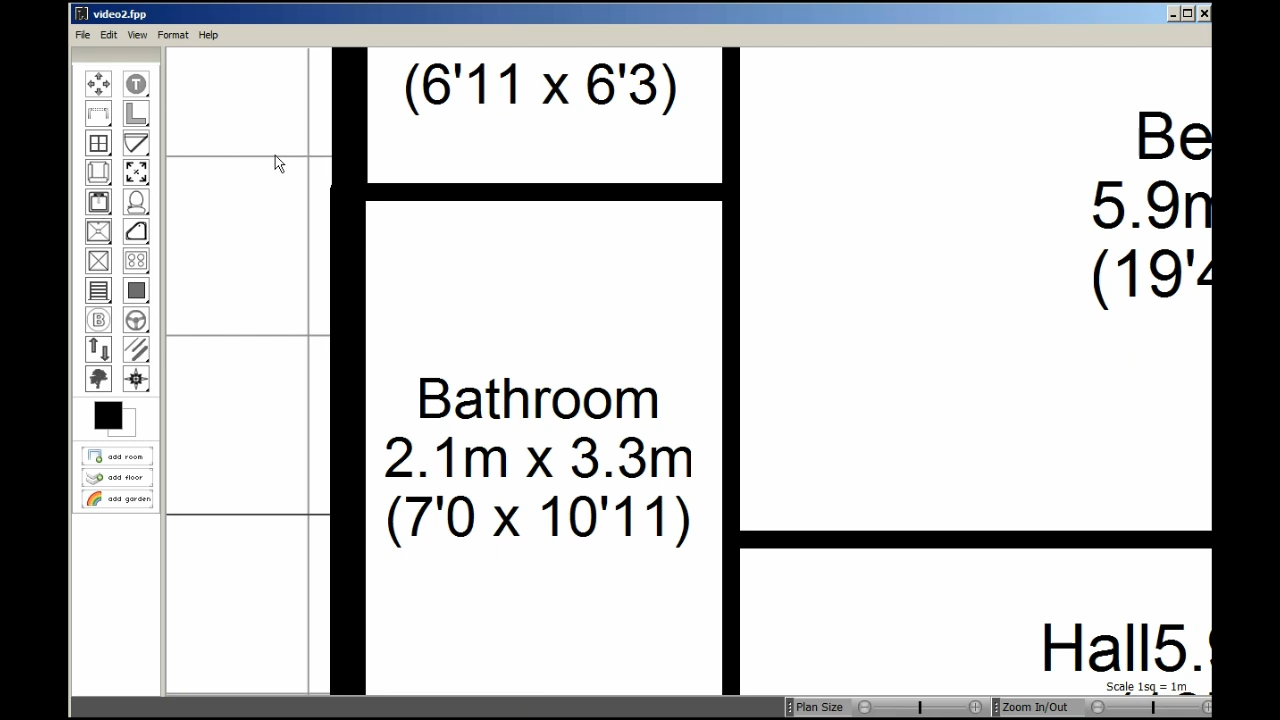 video2.fpp
File Edit View Format Help
(6'11 x 6'3)
Be
5.9m
(19'4
T
Bathroom
2.1m x 3.3m
(7'0 x 10'11)
B
add room
add floor
add garden
Hall5.9
Scale 1sq = 1m
Plan Size
Zoom In/Out